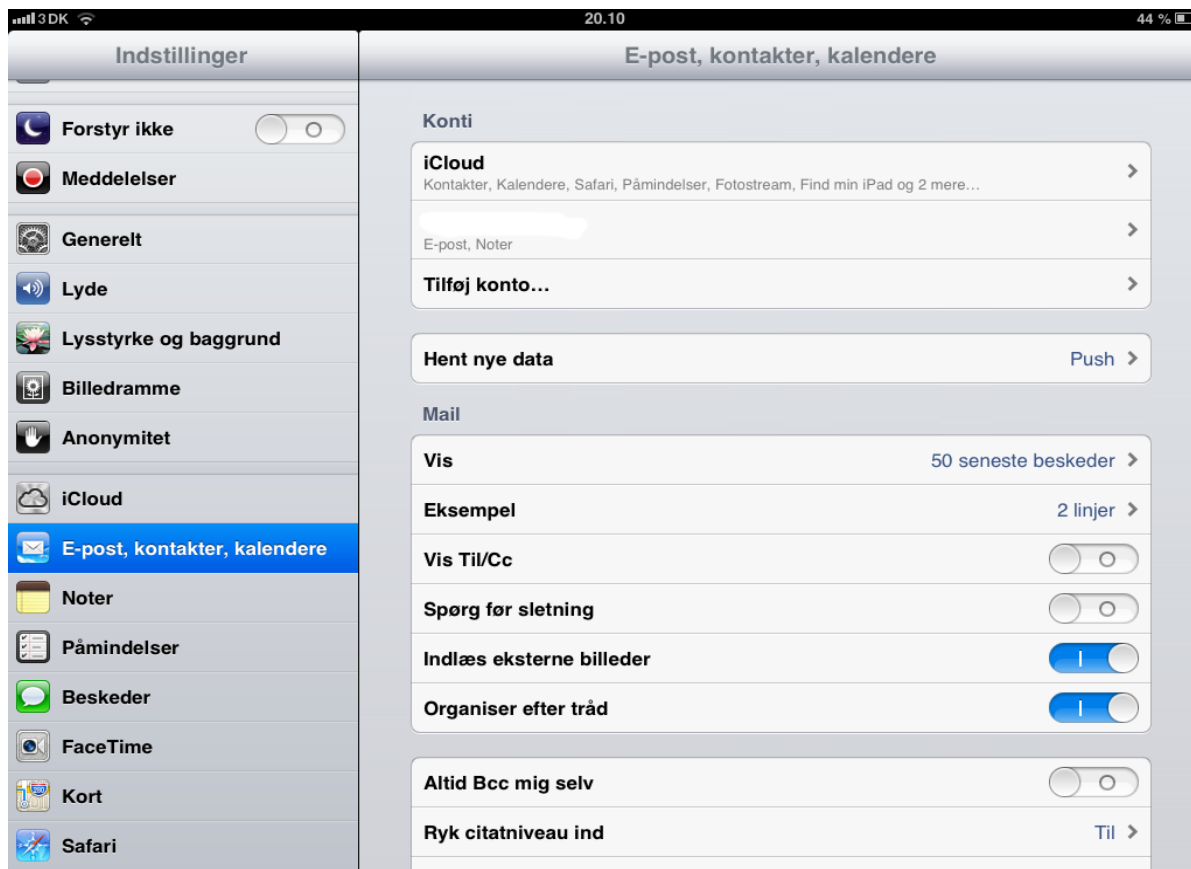 3 DK
20.10
44 %
Indstillinger
E-post, kontakter, kalendere
Forstyr ikke
Meddelelser
Generelt
Lyde
Lysstyrke og baggrund
Billedramme
Anonymitet
iCloud
E-post, kontakter, kalendere
Noter
Påmindelser
Beskeder
FaceTime
Kort
Safari
Konti
iCloud
Kontakter, Kalendere, Safari, Påmindelser, Fotostream, Find min iPad og 2 mere…
E-post, Noter
Tilføj konto…
Hent nye data Push
Mail
Vis 50 seneste beskeder
Eksempel 2 linjer
Vis Til/Cc
Spørg før sletning
Indlæs eksterne billeder
Organiser efter tråd
Altid Bcc mig selv
Ryk citatniveau ind Til